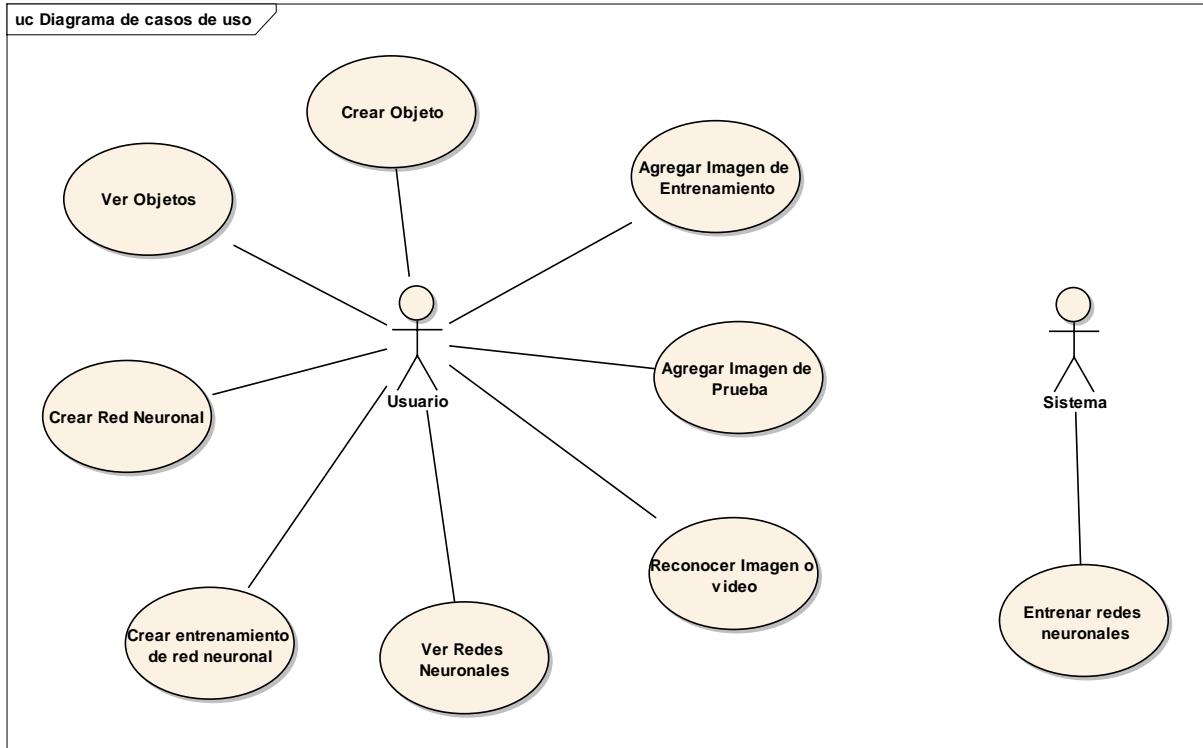 uc Diagrama de casos de uso
Crear Objeto
Agregar Imagen de
Entrenamiento
Ver Objetos
Agregar Imagen de
Prueba
Crear Red Neuronal
Usuario
Sistema
Reconocer Imagen o
video
Crear entrenamiento
de red neuronal
Ver Redes
Neuronales
Entrenar redes
neuronales